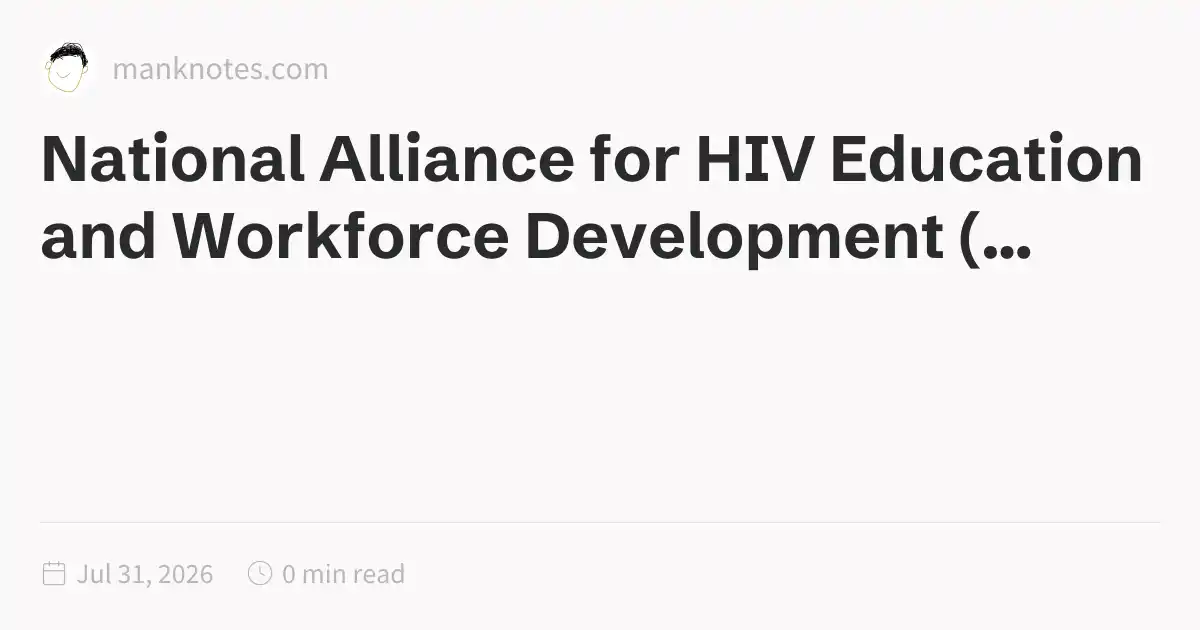 manknotes.com
National Alliance for HIV Education
and Workforce Development (...
Jul 31, 2026 0 min read